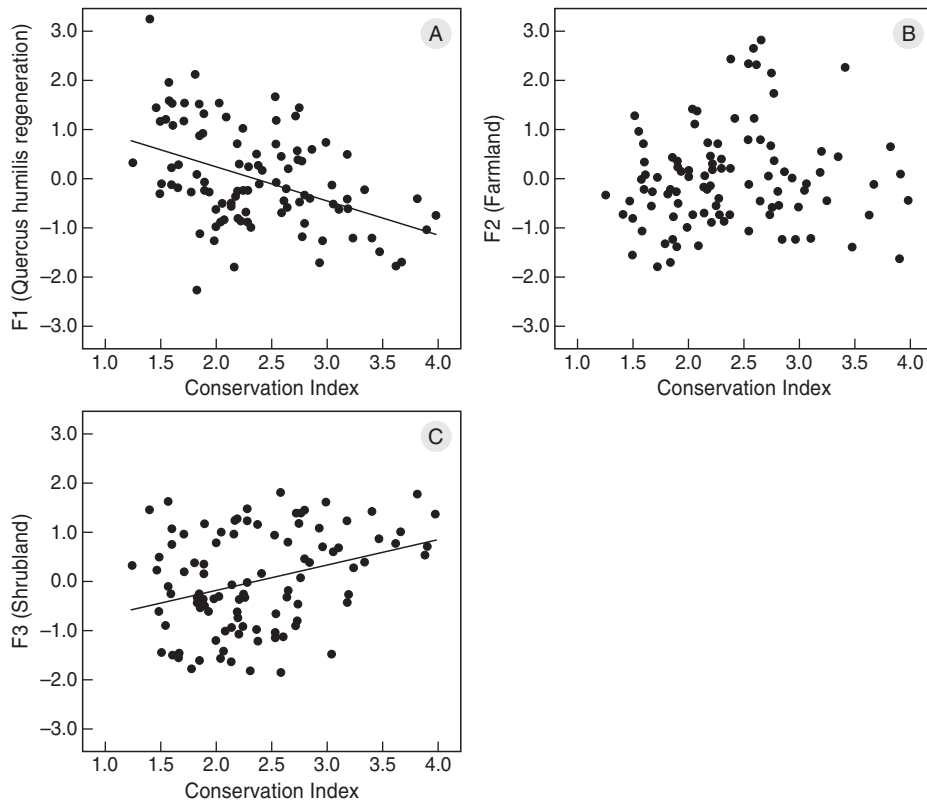 A
F1 (Quercus humilis regeneration)
3.0
2.0
1.0
0.0
–1.0
–2.0
–3.0
1.0 1.5 2.0 2.5 3.0 3.5 4.0
Conservation Index
B
F2 (Farmland)
3.0
2.0
1.0
0.0
–1.0
–2.0
–3.0
1.0 1.5 2.0 2.5 3.0 3.5 4.0
Conservation Index
C
F3 (Shrubland)
3.0
2.0
1.0
0.0
–1.0
–2.0
–3.0
1.0 1.5 2.0 2.5 3.0 3.5 4.0
Conservation Index